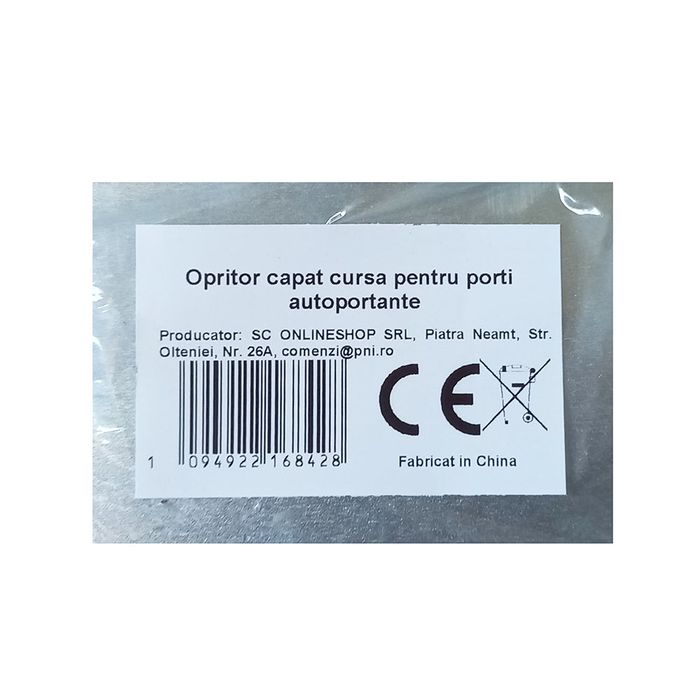 Opritor capat cursa pentru porti
autoportante
Producator: SC ONLINESHOP SRL, Piatra Neamt, Str.
Olteniei, Nr. 26A, comenzi@pni.ro
CE
1 094922 168428
Fabricat in China